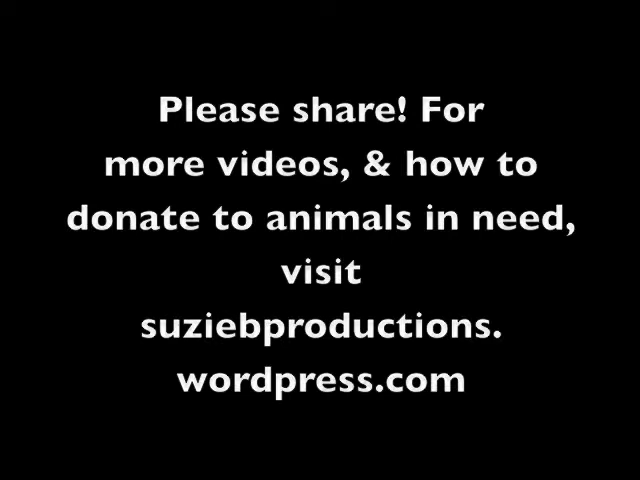 Please share! For
more videos, & how to
donate to animals in need,
visit
suziebproductions.
wordpress.com